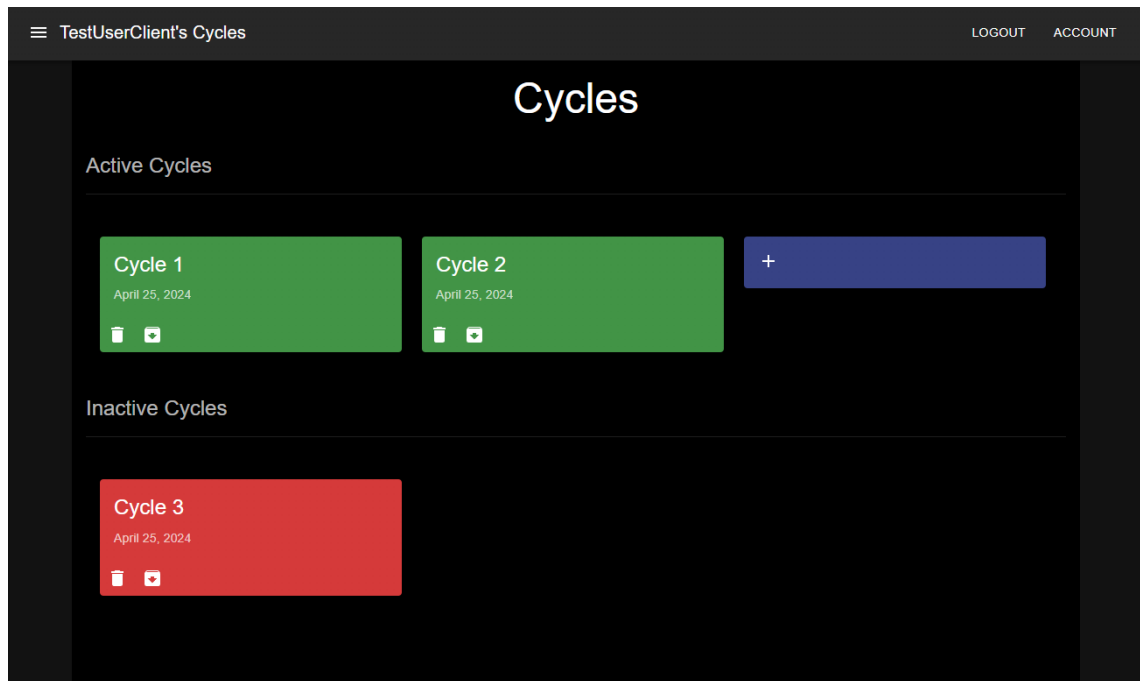 TestUserClient's Cycles
LOGOUT ACCOUNT
Cycles
Active Cycles
Cycle 1
April 25, 2024
Cycle 2
April 25, 2024
+
Inactive Cycles
Cycle 3
April 25, 2024